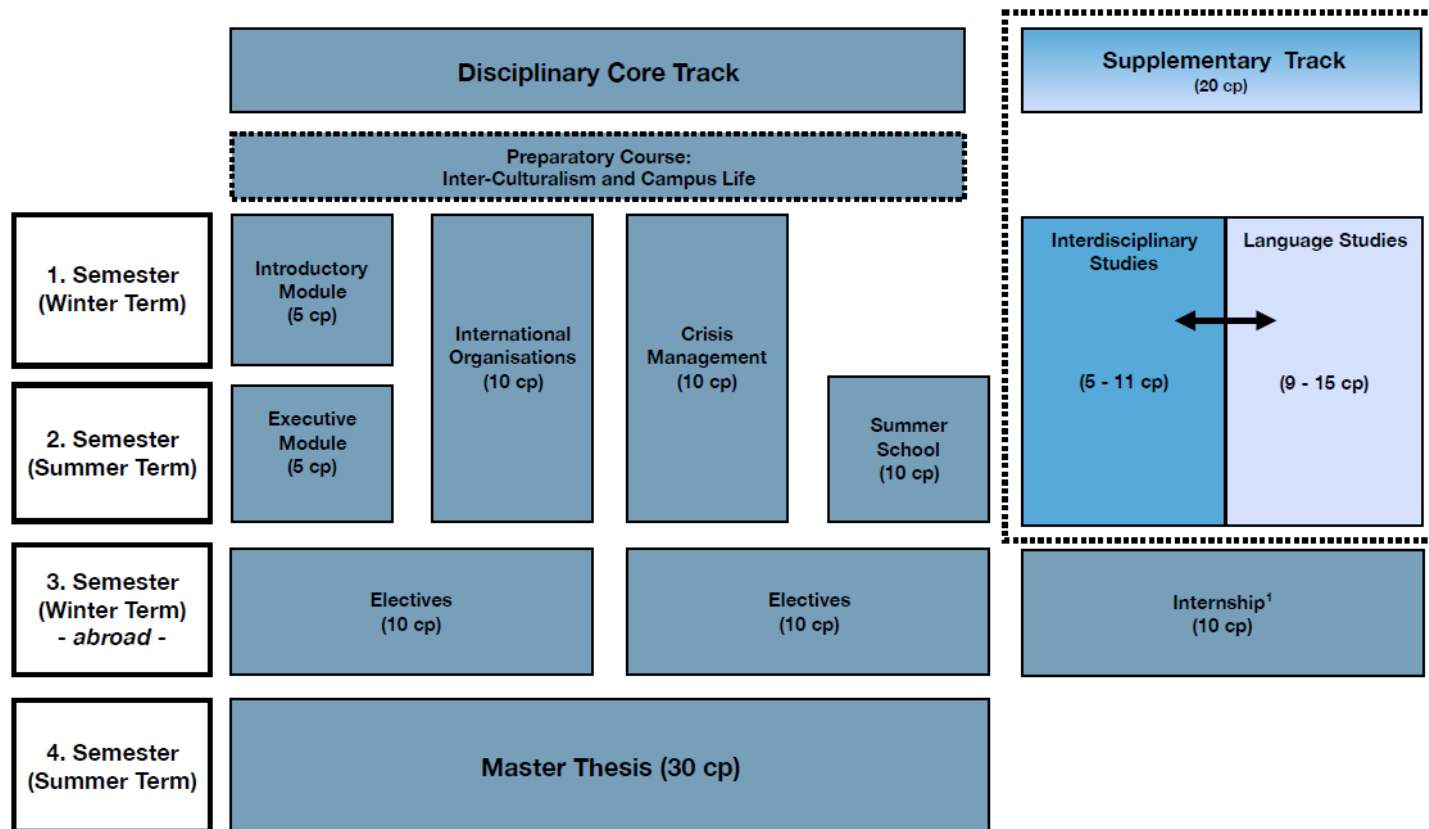 Disciplinary Core Track
Supplementary Track
(20 cp)
Preparatory Course:
Inter-Culturalism and Campus Life
1. Semester
(Winter Term)
Introductory
Module
(5 cp)
International
Organisations
(10 cp)
Crisis
Management
(10 cp)
Interdisciplinary
Studies
(5 - 11 cp)
Language Studies
(9 - 15 cp)
2. Semester
(Summer Term)
Executive
Module
(5 cp)
Summer
School
(10 cp)
3. Semester
(Winter Term)
- abroad -
Electives
(10 cp)
Electives
(10 cp)
Internship¹
(10 cp)
4. Semester
(Summer Term)
Master Thesis (30 cp)